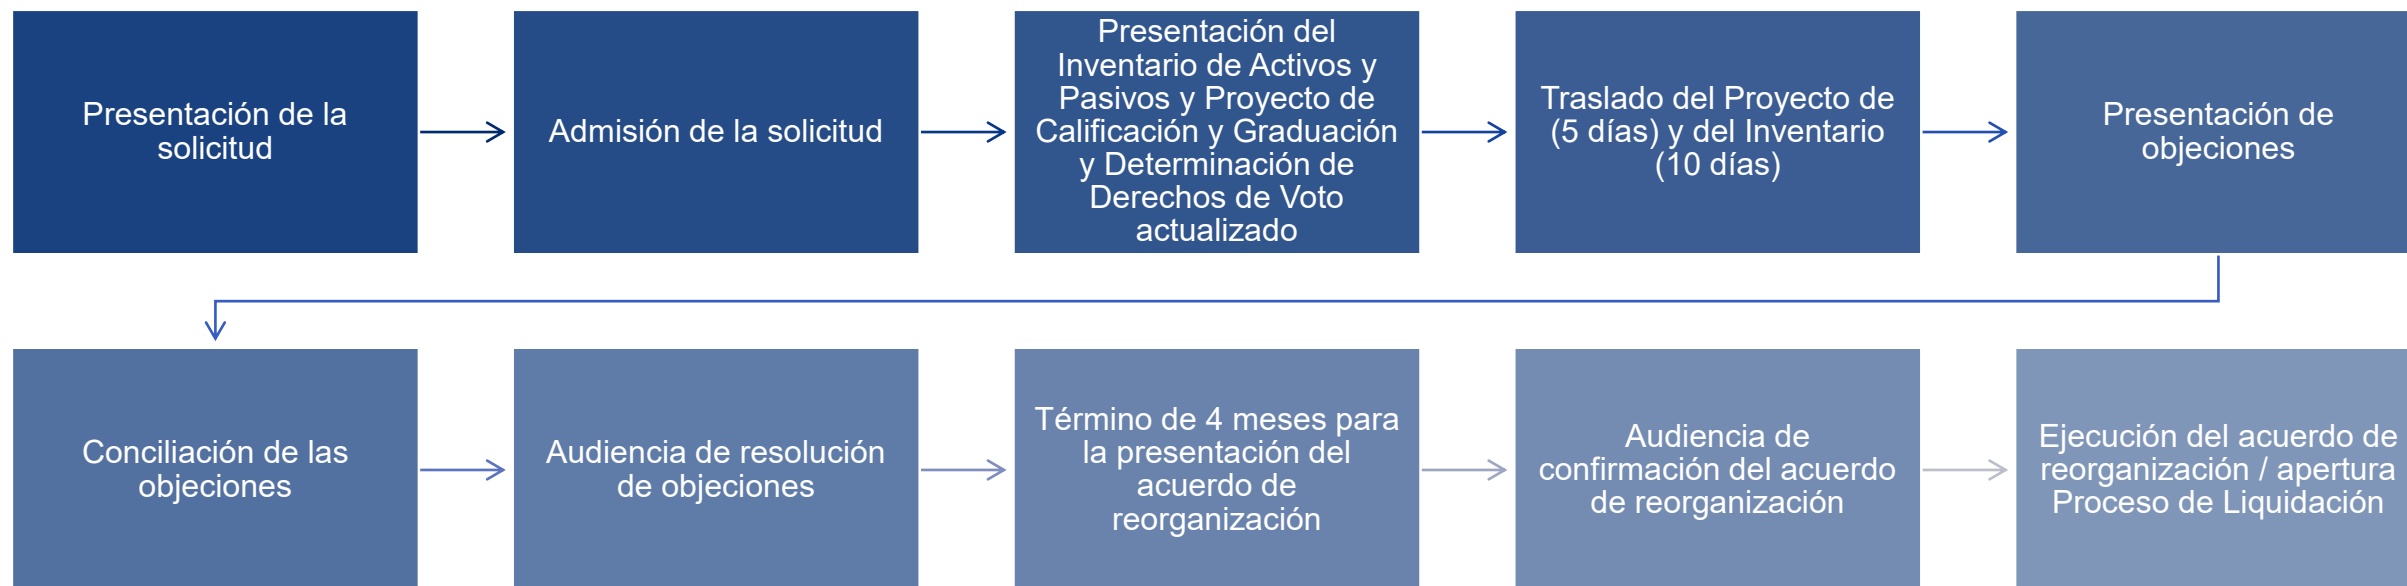 Presentación de la
solicitud
Admisión de la solicitud
Presentación del
Inventario de Activos y
Pasivos y Proyecto de
Calificación y Graduación
y Determinación de
Derechos de Voto
actualizado
Traslado del Proyecto de
(5 días) y del Inventario
(10 días)
Presentación de
objeciones
Conciliación de las
objeciones
Audiencia de resolución
de objeciones
Término de 4 meses para
la presentación del
acuerdo de
reorganización
Audiencia de
confirmación del acuerdo
de reorganización
Ejecución del acuerdo de
reorganización / apertura
Proceso de Liquidación